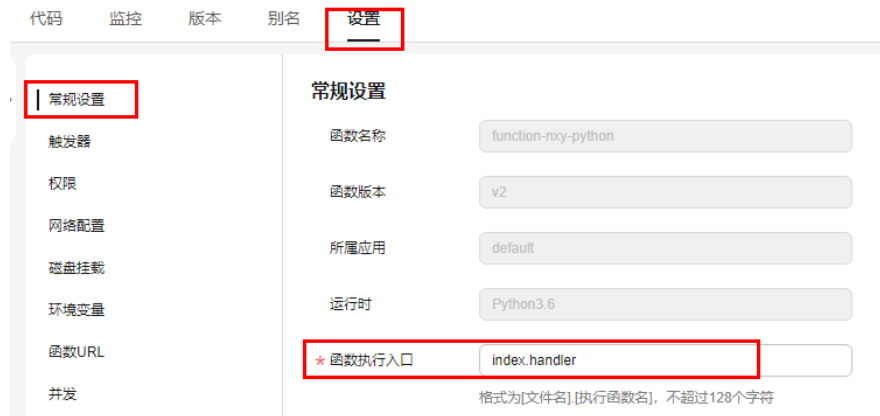 代码 监控 版本 别名 设置
常规设置
触发器
权限
网络配置
磁盘挂载
环境变量
函数URL
并发
常规设置
函数名称 function-nxy-python
函数版本 v2
所属应用 default
运行时 Python3.6
* 函数执行入口 index.handler
格式为[文件名].[执行函数名]，不超过128个字符